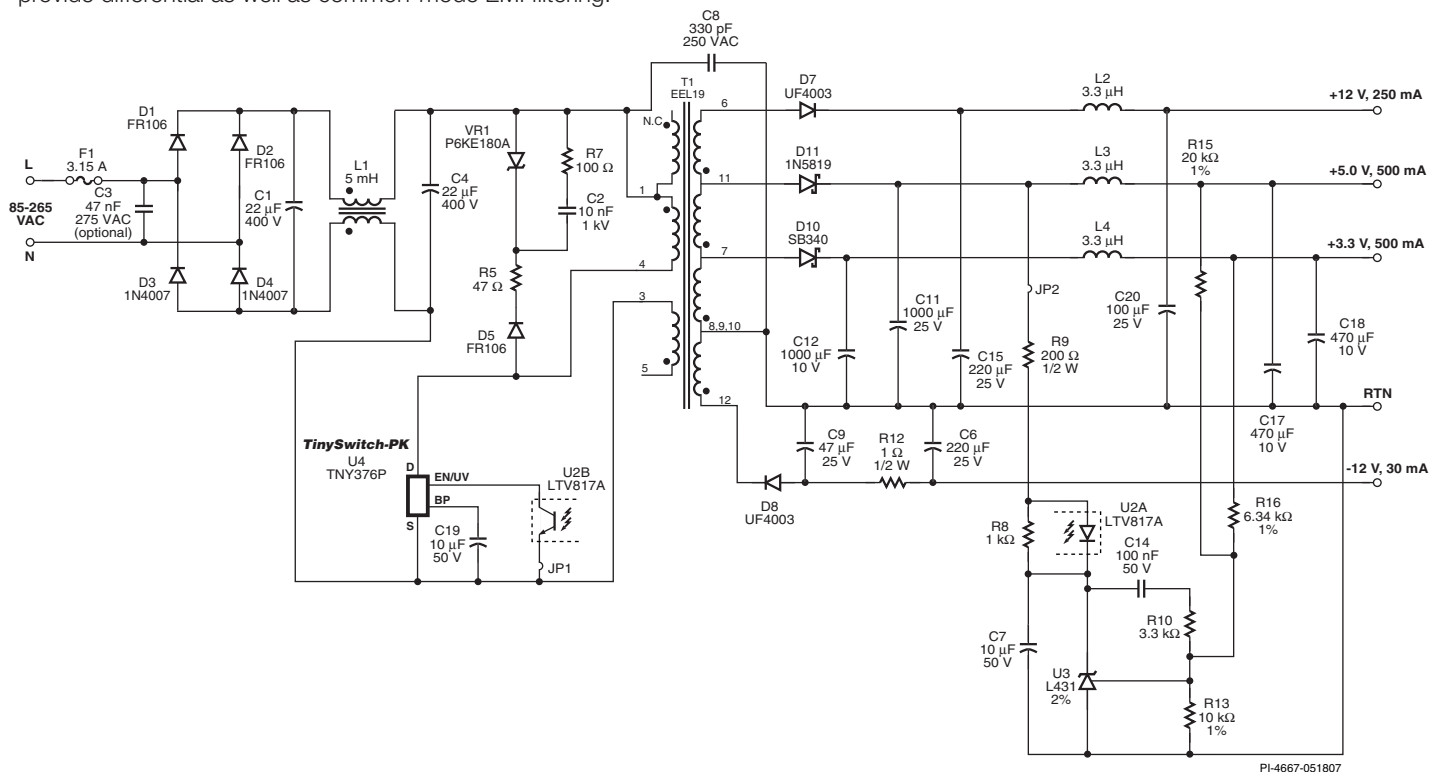 provide differential as well as common-mode EMI filtering.
C8
330 pF
250 VAC
T1
EEL19
N.C
6
D7
UF4003
L2
3.3 μH
+12 V, 250 mA
D1
FR106
D2
FR106
F1
3.15 A
L
85-265
VAC
N
C3
47 nF
275 VAC
(optional)
C1
22 μF
400 V
L1
5 mH
C4
22 μF
400 V
VR1
P6KE180A
R7
100 Ω
C2
10 nF
1 kV
1
11
D11
1N5819
L3
3.3 μH
R15
20 kΩ
1%
+5.0 V, 500 mA
D10
SB340
7
L4
3.3 μH
+3.3 V, 500 mA
D3
1N4007
D4
1N4007
R5
47 Ω
4
3
D5
FR106
8,9,10
5
12
C12
1000 μF
10 V
C11
1000 μF
25 V
C15
220 μF
25 V
JP2
R9
200 Ω
1/2 W
C20
100 μF
25 V
C18
470 μF
10 V
C17
470 μF
10 V
RTN
C9
47 μF
25 V
R12
1 Ω
1/2 W
C6
220 μF
25 V
D8
UF4003
-12 V, 30 mA
TinySwitch-PK
U4
TNY376P
D
S
EN/UV
BP
C19
10 μF
50 V
U2B
LTV817A
JP1
R8
1 kΩ
U2A
LTV817A
C14
100 nF
50 V
R16
6.34 kΩ
1%
R10
3.3 kΩ
C7
10 μF
50 V
U3
L431
2%
R13
10 kΩ
1%
PI-4667-051807